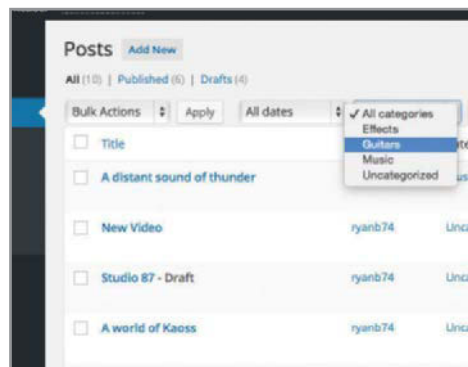 Posts Add New
All (10) | Published (6) | Drafts (4)
Bulk Actions Apply All dates ✓ All categories
Effects
Guitars
Music
Uncategorized
Title
A distant sound of thunder
New Video ryanb74
Studio 87 - Draft ryanb74
A world of Kaoss ryanb74